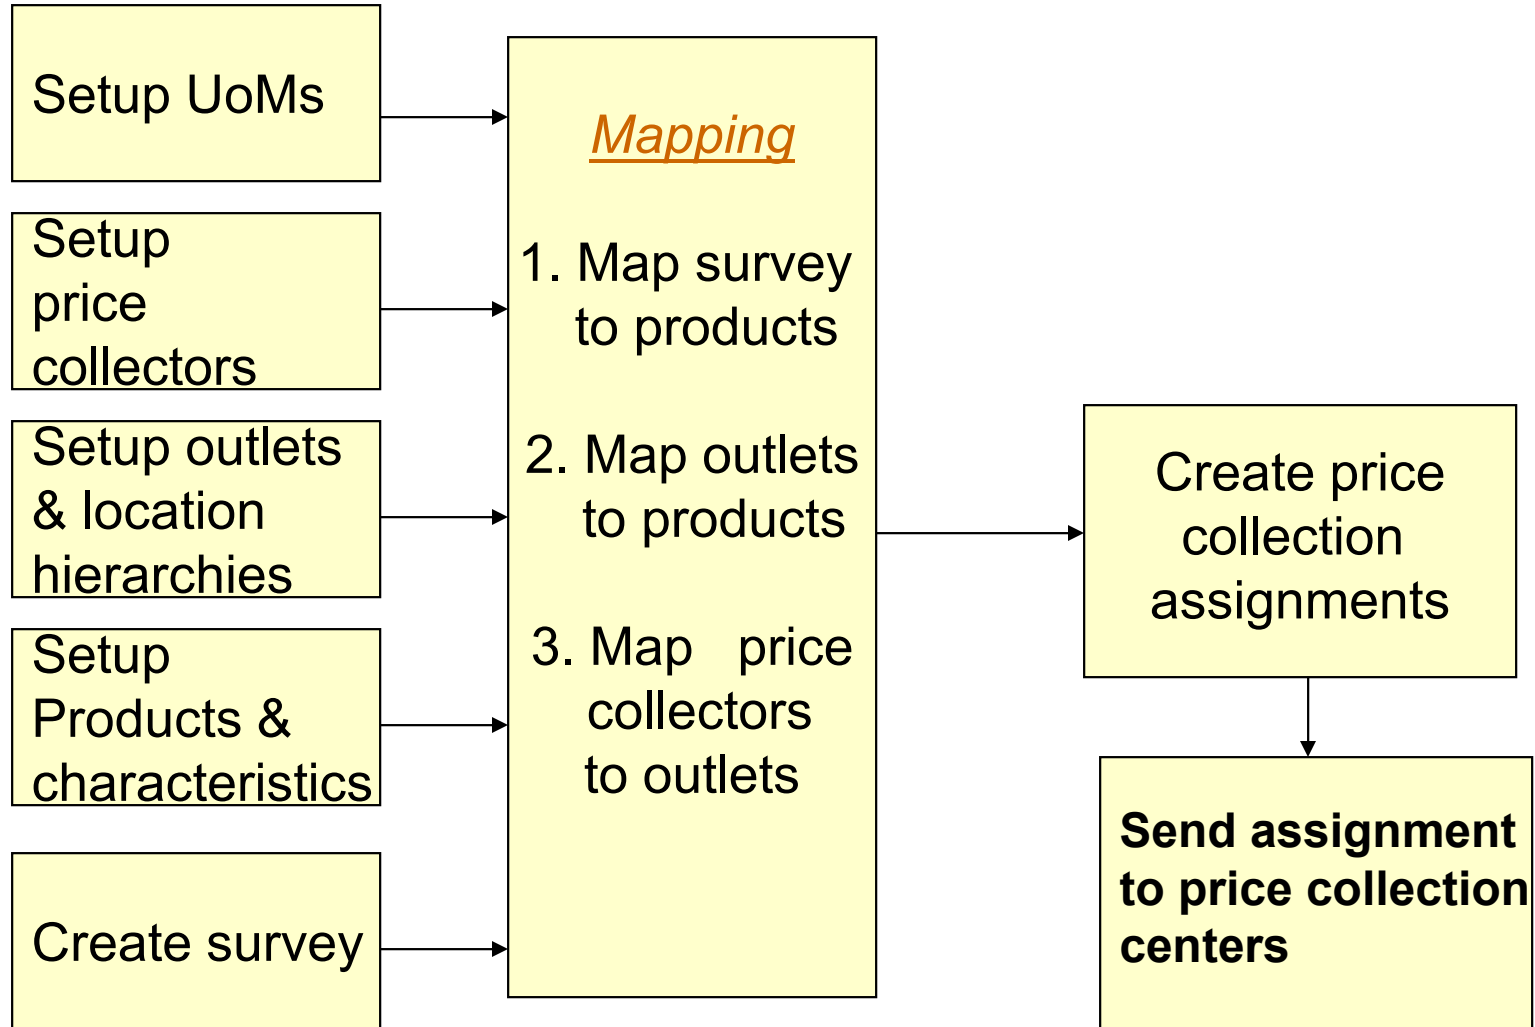 Setup UoMs
Setup
price
collectors
Setup outlets
& location
hierarchies
Setup
Products &
characteristics
Create survey
Mapping
1. Map survey
to products
2. Map outlets
to products
3. Map price
collectors
to outlets
Create price
collection
assignments
Send assignment
to price collection
centers